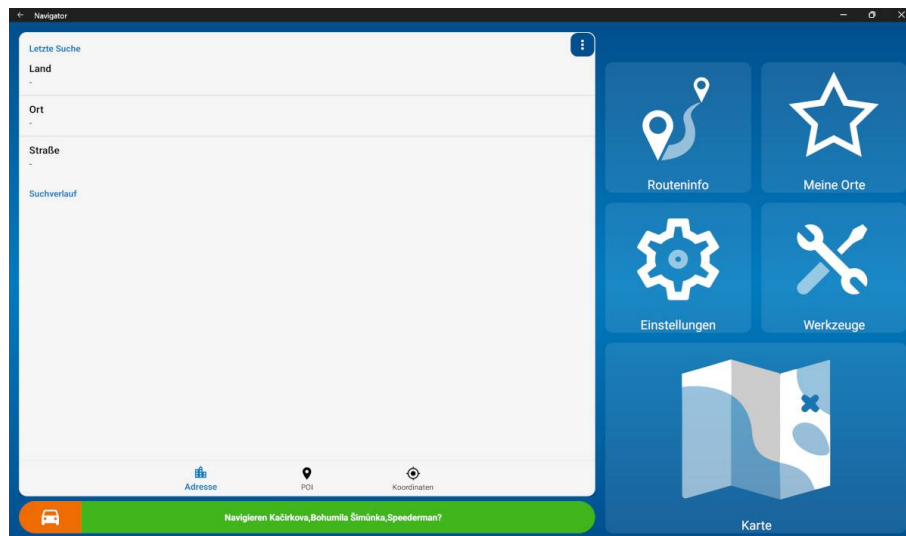 Navigator
Letzte Suche
Land
-
Ort
-
Straße
-
Suchverlauf
Adresse
POI
Koordinaten
Navigieren Kačirkova,Bohumila Šimůnka,Speederman?
Routeninfo
Meine Orte
Einstellungen
Werkzeuge
Karte